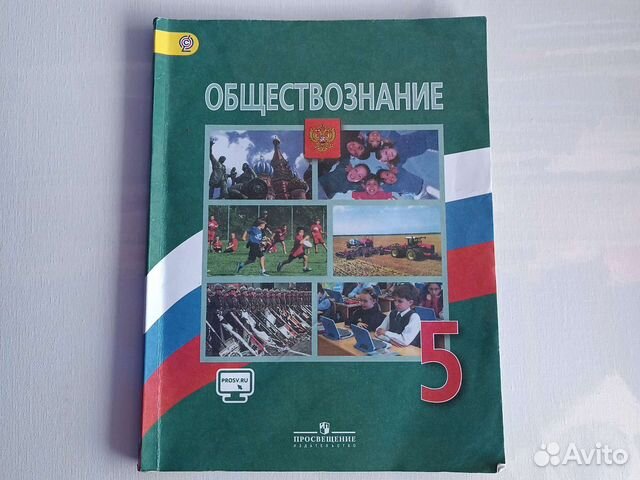 ОБЩЕСТВОЗНАНИЕ
5
PROSV.RU
ПРОСВЕЩЕНИЕ
ИЗДАТЕЛЬСТВО
Avito